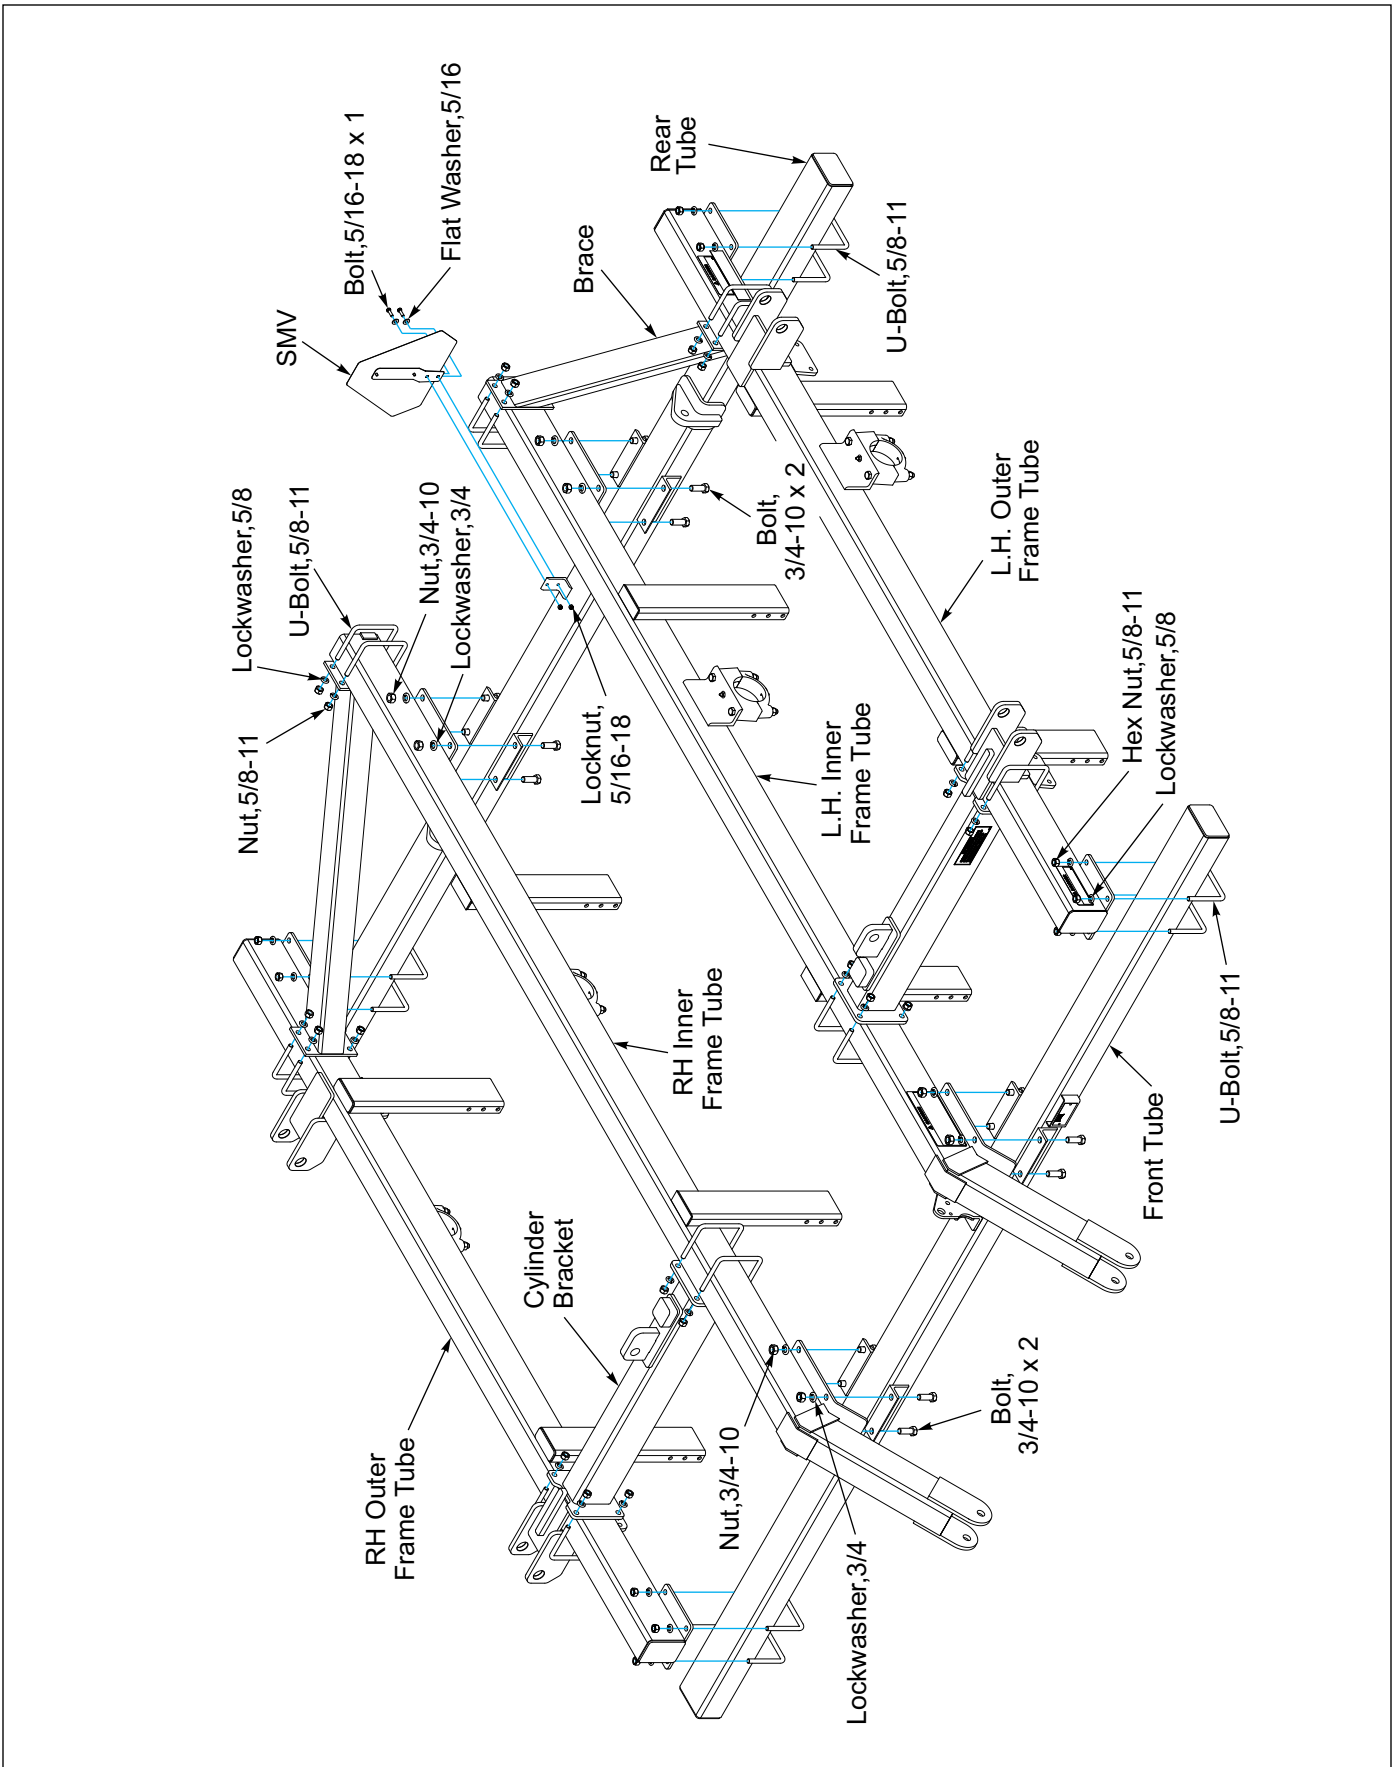 SMV
Bolt,5/16-18 x 1
Flat Washer,5/16
Rear
Tube
Brace
U-Bolt,5/8-11
Lockwasher,5/8
U-Bolt,5/8-11
Nut,3/4-10
Lockwasher,3/4
Nut,5/8-11
Locknut,
5/16-18
Bolt,
3/4-10 x 2
L.H. Outer
Frame Tube
L.H. Inner
Frame Tube
Hex Nut,5/8-11
Lockwasher,5/8
RH Inner
Frame Tube
U-Bolt,5/8-11
Front Tube
Cylinder
Bracket
RH Outer
Frame Tube
Nut,3/4-10
Bolt,
3/4-10 x 2
Lockwasher,3/4